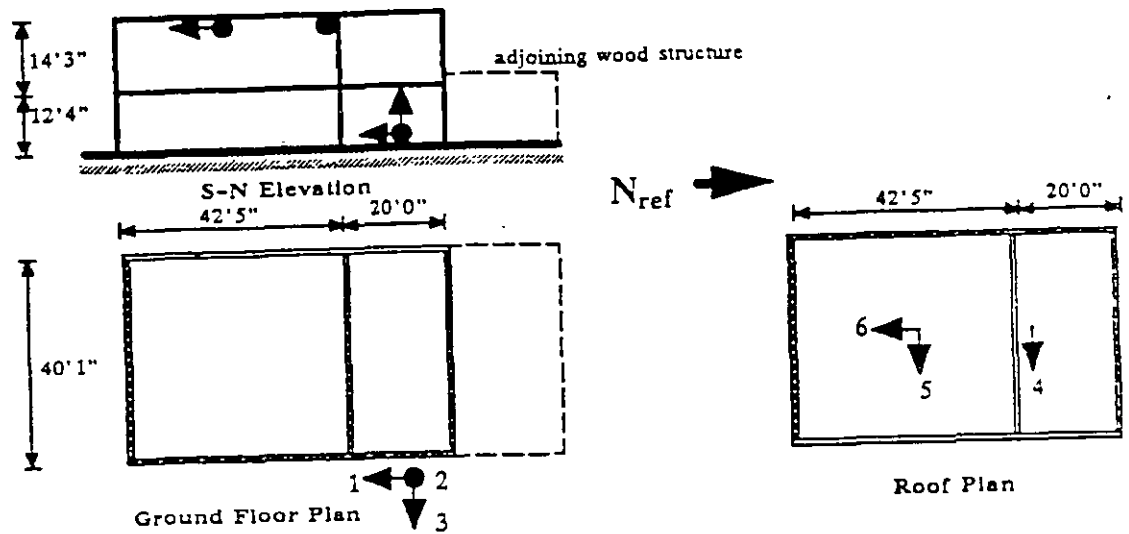 14'3"
adjoining wood structure
12'4"
S-N Elevation
N_ref
42'5" 20'0"
42'5" 20'0"
40'1"
6
5
4
1 2
3
Ground Floor Plan
Roof Plan